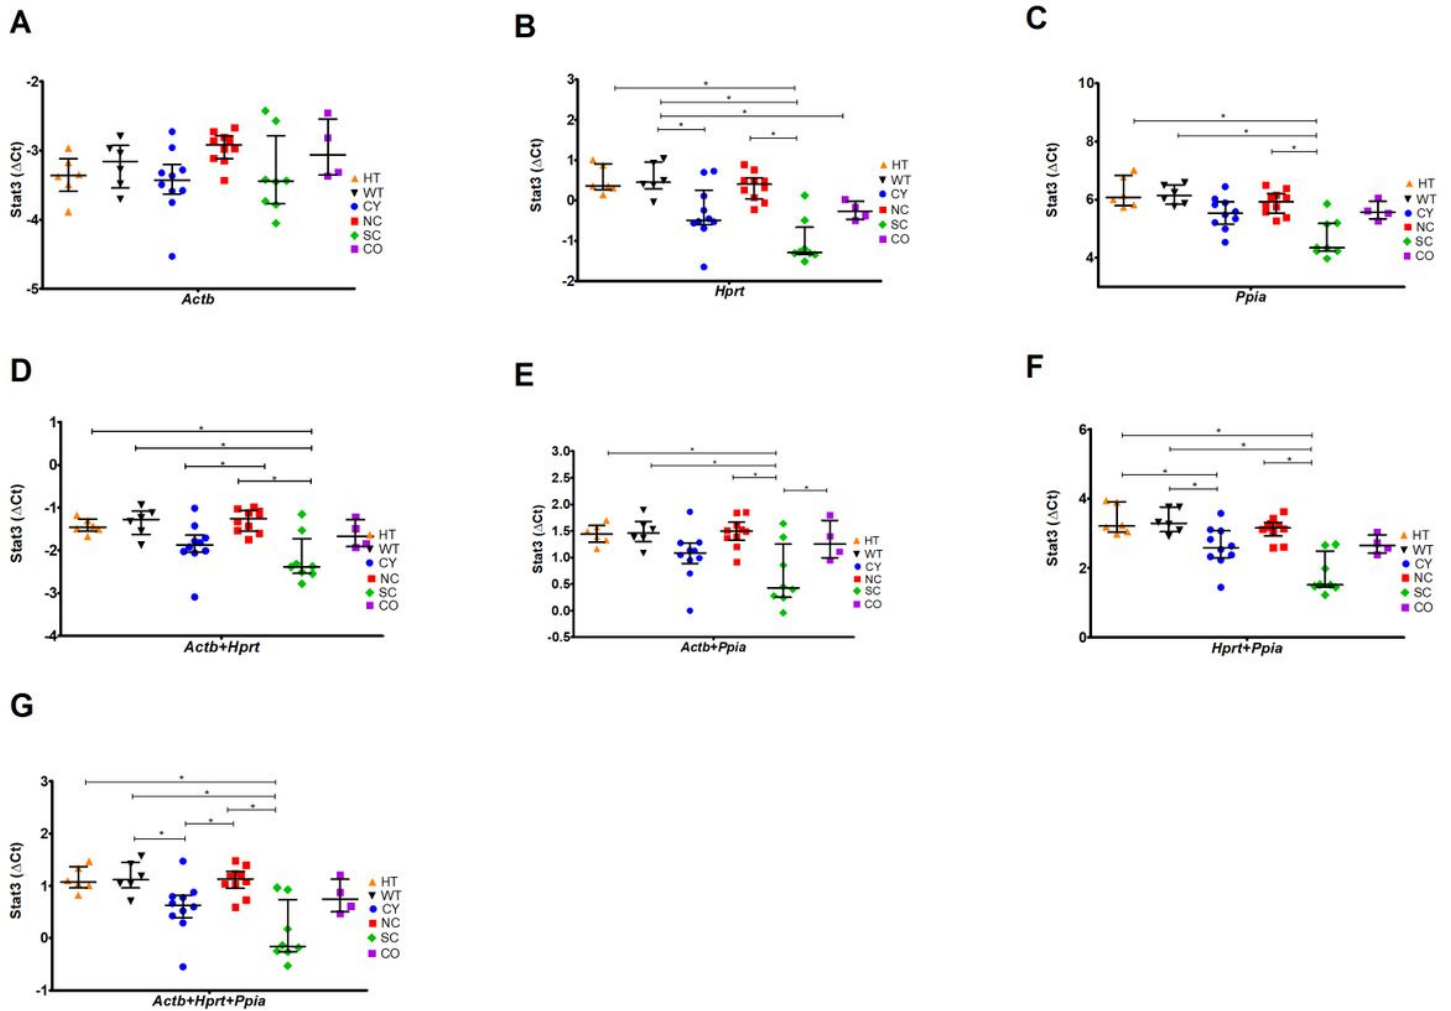 A
Stat3 (ΔCt)
-2
-3
-4
-5
Actb
HT
WT
CY
NC
SC
CO
B
Stat3 (ΔCt)
3
2
1
0
-1
-2
*
*
*
*
*
Hprt
HT
WT
CY
NC
SC
CO
C
Stat3 (ΔCt)
10
8
6
4
*
*
*
Ppia
HT
WT
CY
NC
SC
CO
D
Stat3 (ΔCt)
1
0
-1
-2
-3
-4
*
*
*
*
Actb+Hprt
HT
WT
CY
NC
SC
CO
E
Stat3 (ΔCt)
3.0
2.5
2.0
1.5
1.0
0.5
0.0
-0.5
*
*
*
*
Actb+Ppia
HT
WT
CY
NC
SC
CO
F
Stat3 (ΔCt)
6
4
2
0
*
*
*
*
*
Hprt+Ppia
HT
WT
CY
NC
SC
CO
G
Stat3 (ΔCt)
3
2
1
0
-1
*
*
*
*
*
Actb+Hprt+Ppia
HT
WT
CY
NC
SC
CO